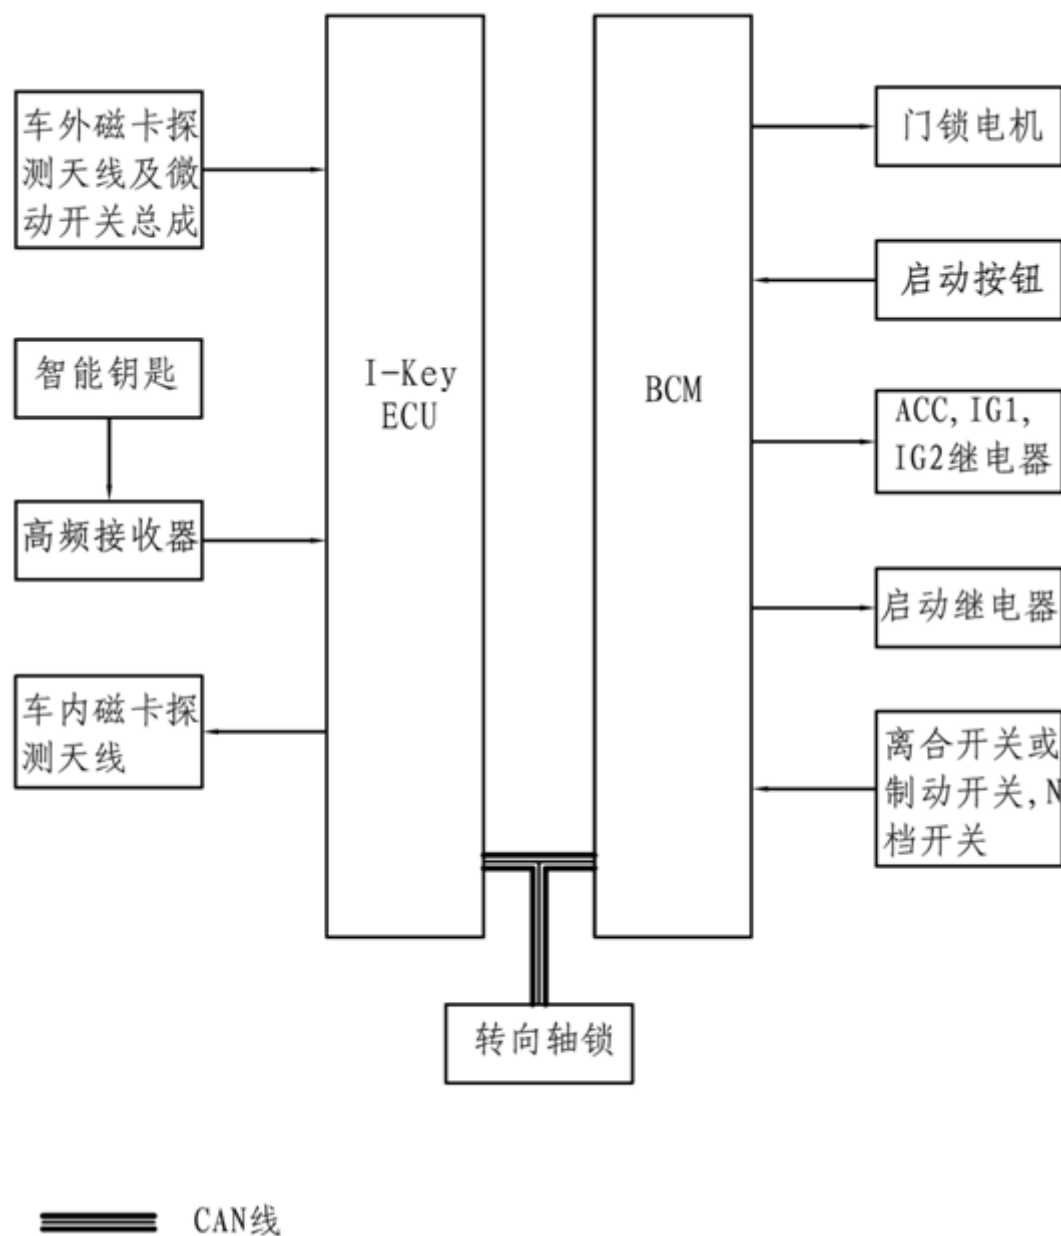 车外磁卡探
测天线及微
动开关总成
智能钥匙
高频接收器
车内磁卡探
测天线
I-Key
ECU
BCM
门锁电机
启动按钮
ACC,IG1,
IG2继电器
启动继电器
离合开关或
制动开关,N
档开关
转向轴锁
CAN线